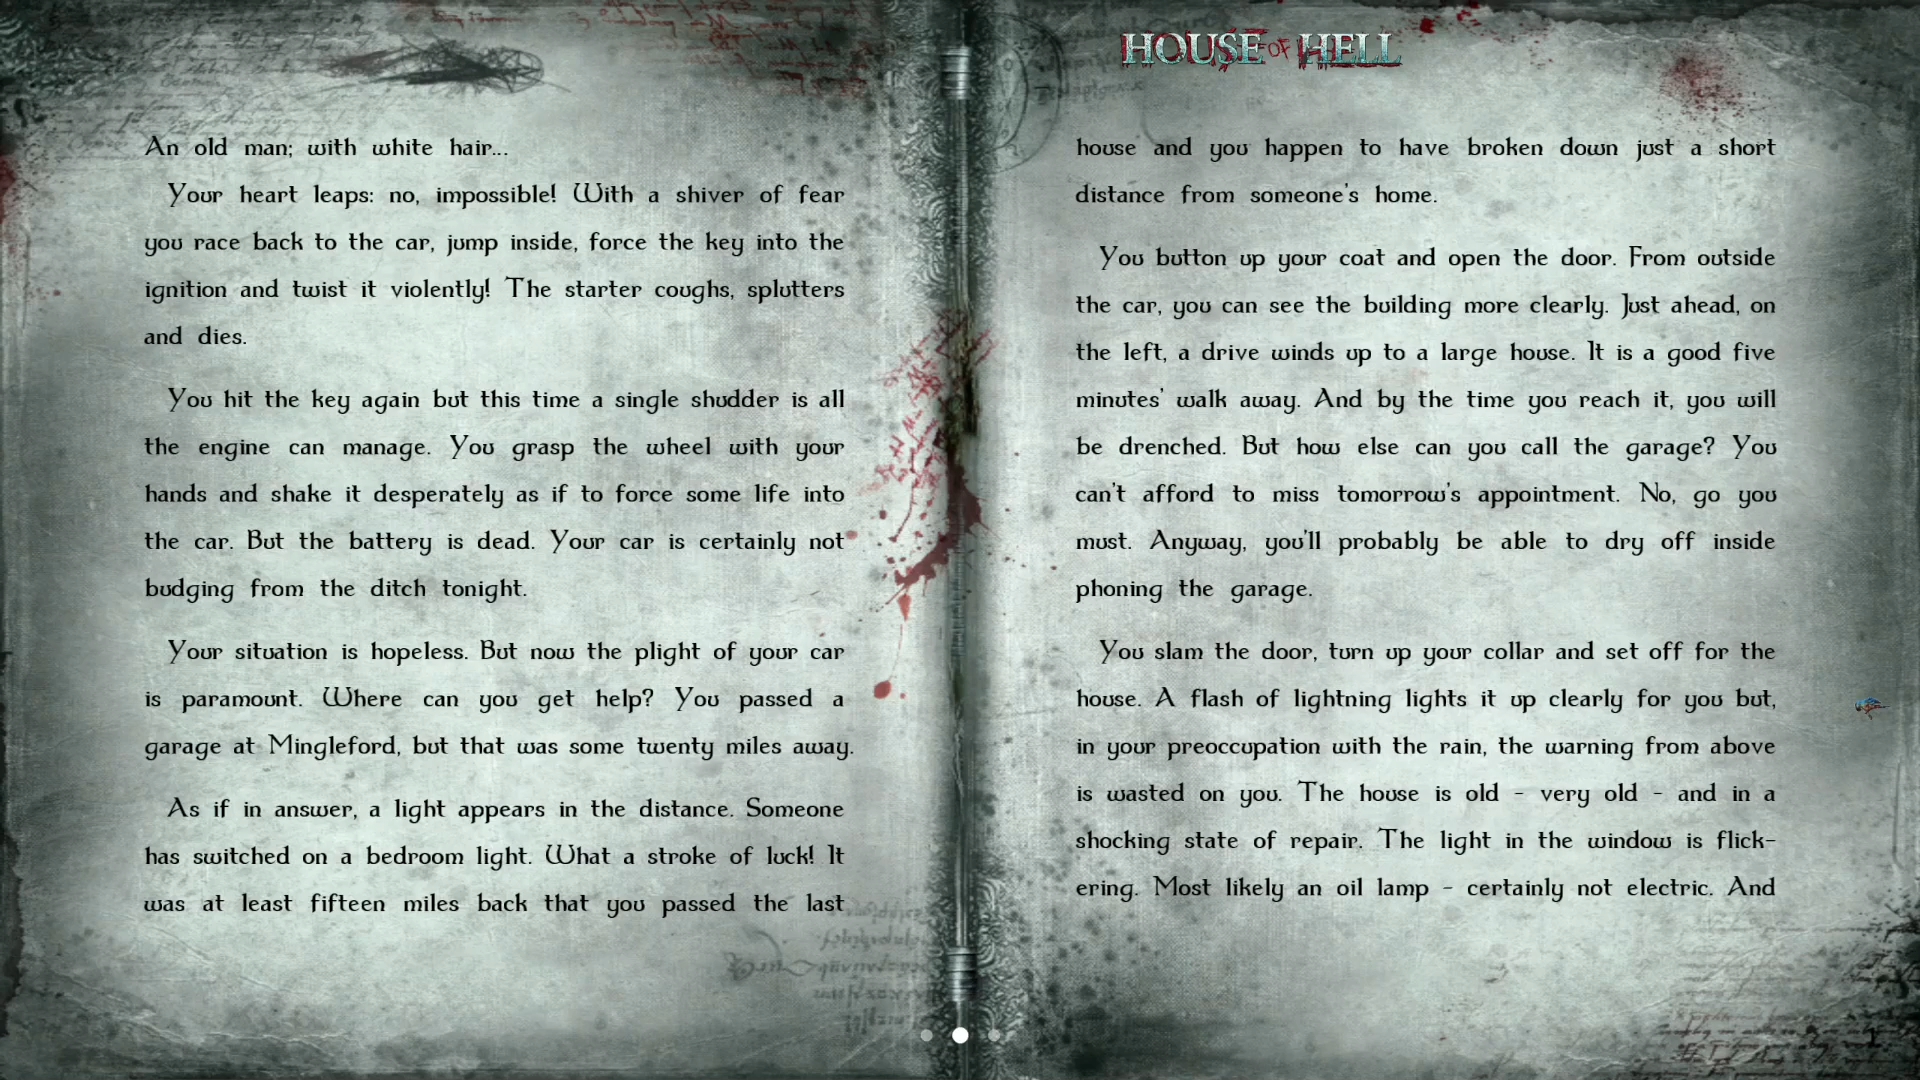 HOUSE OF HELL
An old man; with white hair...
Your heart leaps: no, impossible! With a shiver of fear
you race back to the car, jump inside, force the key into the
ignition and twist it violently! The starter coughs, splutters
and dies.
You hit the key again but this time a single shudder is all
the engine can manage. You grasp the wheel with your
hands and shake it desperately as if to force some life into
the car. But the battery is dead. Your car is certainly not
budging from the ditch tonight.
Your situation is hopeless. But now the plight of your car
is paramount. Where can you get help? You passed a
garage at Mingleford, but that was some twenty miles away.
As if in answer, a light appears in the distance. Someone
has switched on a bedroom light. What a stroke of luck! It
was at least fifteen miles back that you passed the last
house and you happen to have broken down just a short
distance from someone's home.
You button up your coat and open the door. From outside
the car, you can see the building more clearly. Just ahead, on
the left, a drive winds up to a large house. It is a good five
minutes' walk away. And by the time you reach it, you will
be drenched. But how else can you call the garage? You
can't afford to miss tomorrow's appointment. No, go you
must. Anyway, you'll probably be able to dry off inside
phoning the garage.
You slam the door, turn up your collar and set off for the
house. A flash of lightning lights it up clearly for you but,
in your preoccupation with the rain, the warning from above
is wasted on you. The house is old - very old - and in a
shocking state of repair. The light in the window is flick-
ering. Most likely an oil lamp - certainly not electric. And